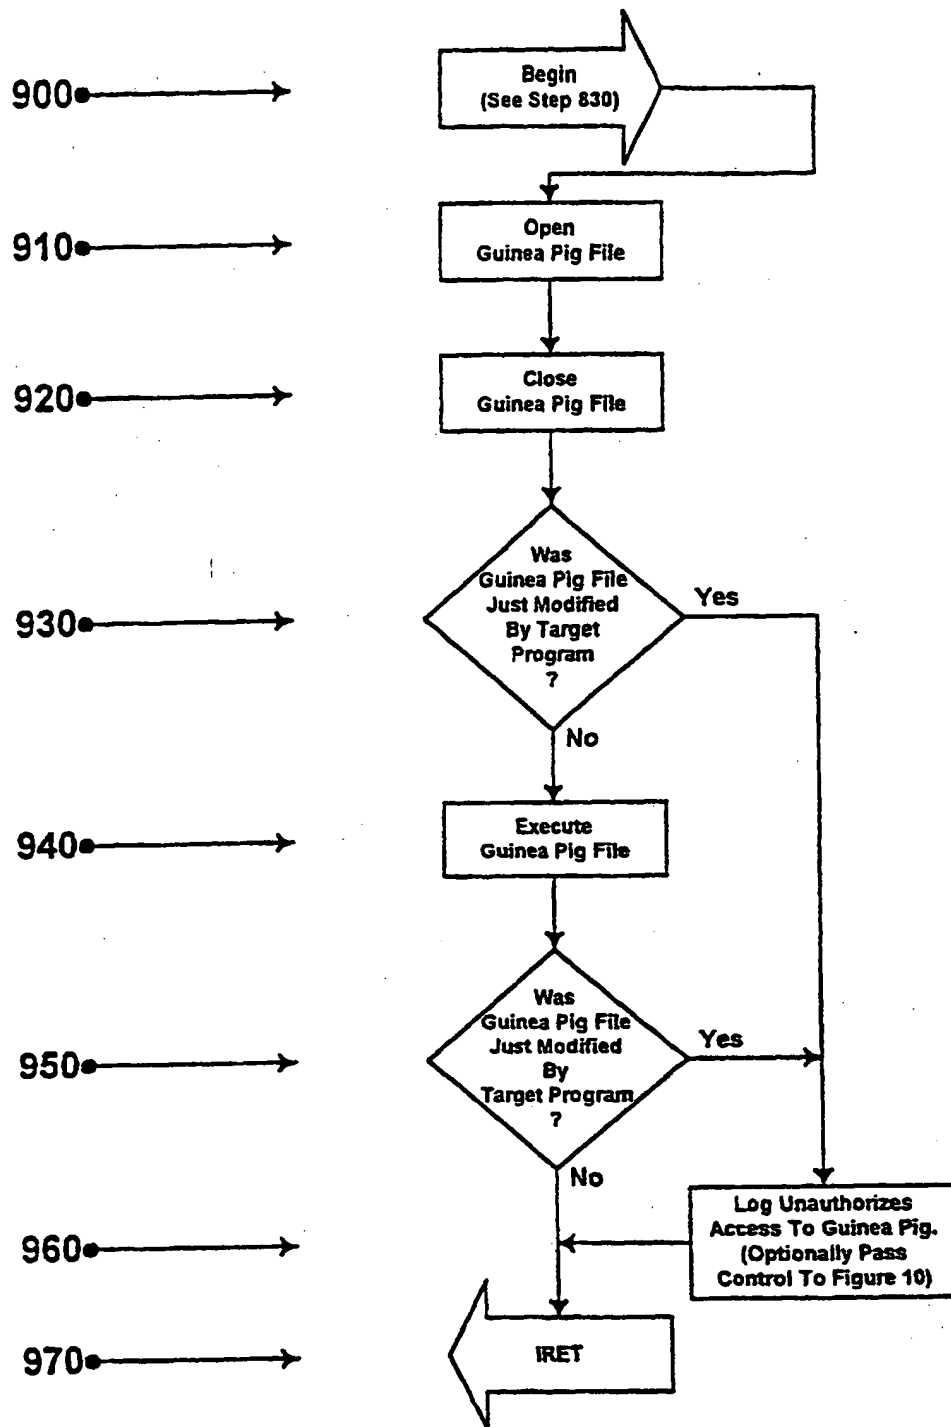 900
Begin
(See Step 830)
910
Open
Guinea Pig File
920
Close
Guinea Pig File
930
Was
Guinea Pig File
Just Modified
By Target
Program
?
Yes
No
940
Execute
Guinea Pig File
950
Was
Guinea Pig File
Just Modified
By
Target Program
?
Yes
No
960
Log Unauthorizes
Access To Guinea Pig.
(Optionally Pass
Control To Figure 10)
970
IRET